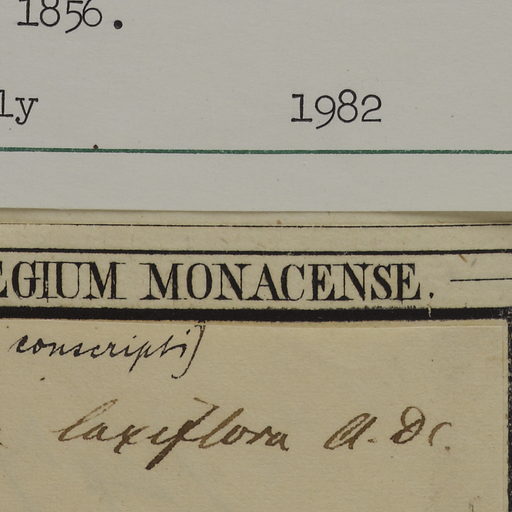 1856.
ly 1982
EGIUM MONACENSE.
conscripti]
laxiflora A. DC.